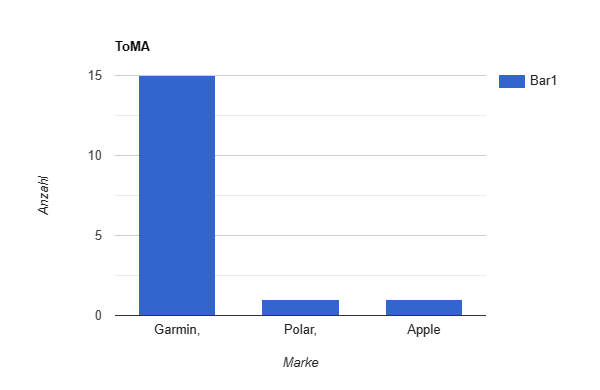 ToMA
15
10
5
0
Anzahl
Garmin,
Polar,
Apple
Marke
Bar1